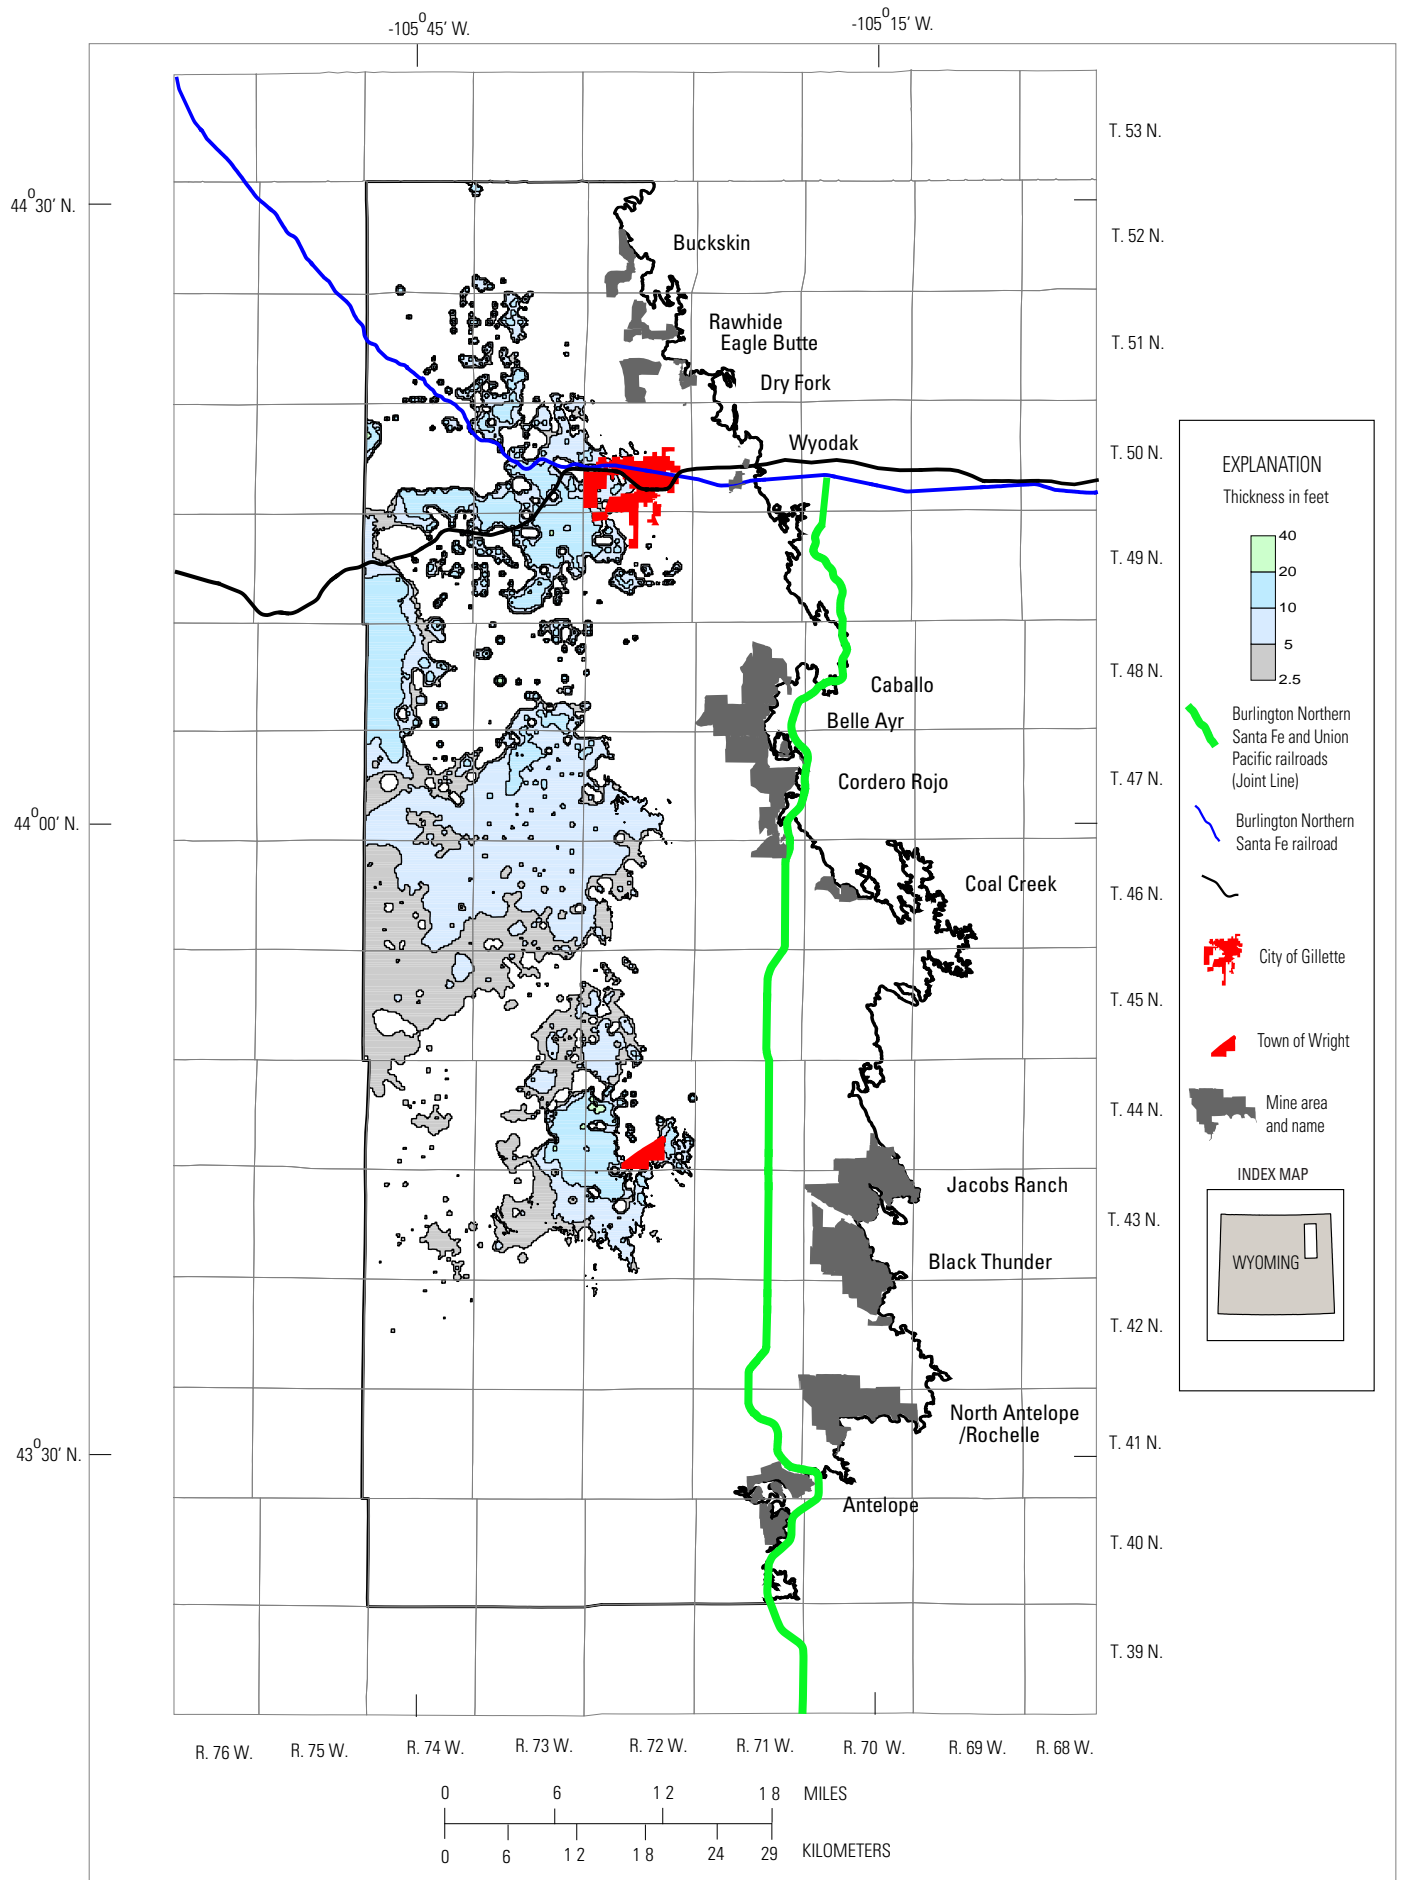 -105° 45' W.
-105° 15' W.
T. 53 N.
44° 30' N.
T. 52 N.
Buckskin
Rawhide
Eagle Butte
T. 51 N.
Dry Fork
Wyodak
T. 50 N.
T. 49 N.
T. 48 N.
Caballo
Belle Ayr
Cordero Rojo
T. 47 N.
44° 00' N.
Coal Creek
T. 46 N.
T. 45 N.
T. 44 N.
Jacobs Ranch
T. 43 N.
Black Thunder
T. 42 N.
North Antelope
/Rochelle
T. 41 N.
43° 30' N.
Antelope
T. 40 N.
T. 39 N.
R. 76 W.
R. 75 W.
R. 74 W.
R. 73 W.
R. 72 W.
R. 71 W.
R. 70 W.
R. 69 W.
R. 68 W.
0 6 12 18 MILES
0 6 12 18 24 29 KILOMETERS
EXPLANATION
Thickness in feet
40
20
10
5
2.5
Burlington Northern
Santa Fe and Union
Pacific railroads
(Joint Line)
Burlington Northern
Santa Fe railroad
City of Gillette
Town of Wright
Mine area
and name
INDEX MAP
WYOMING